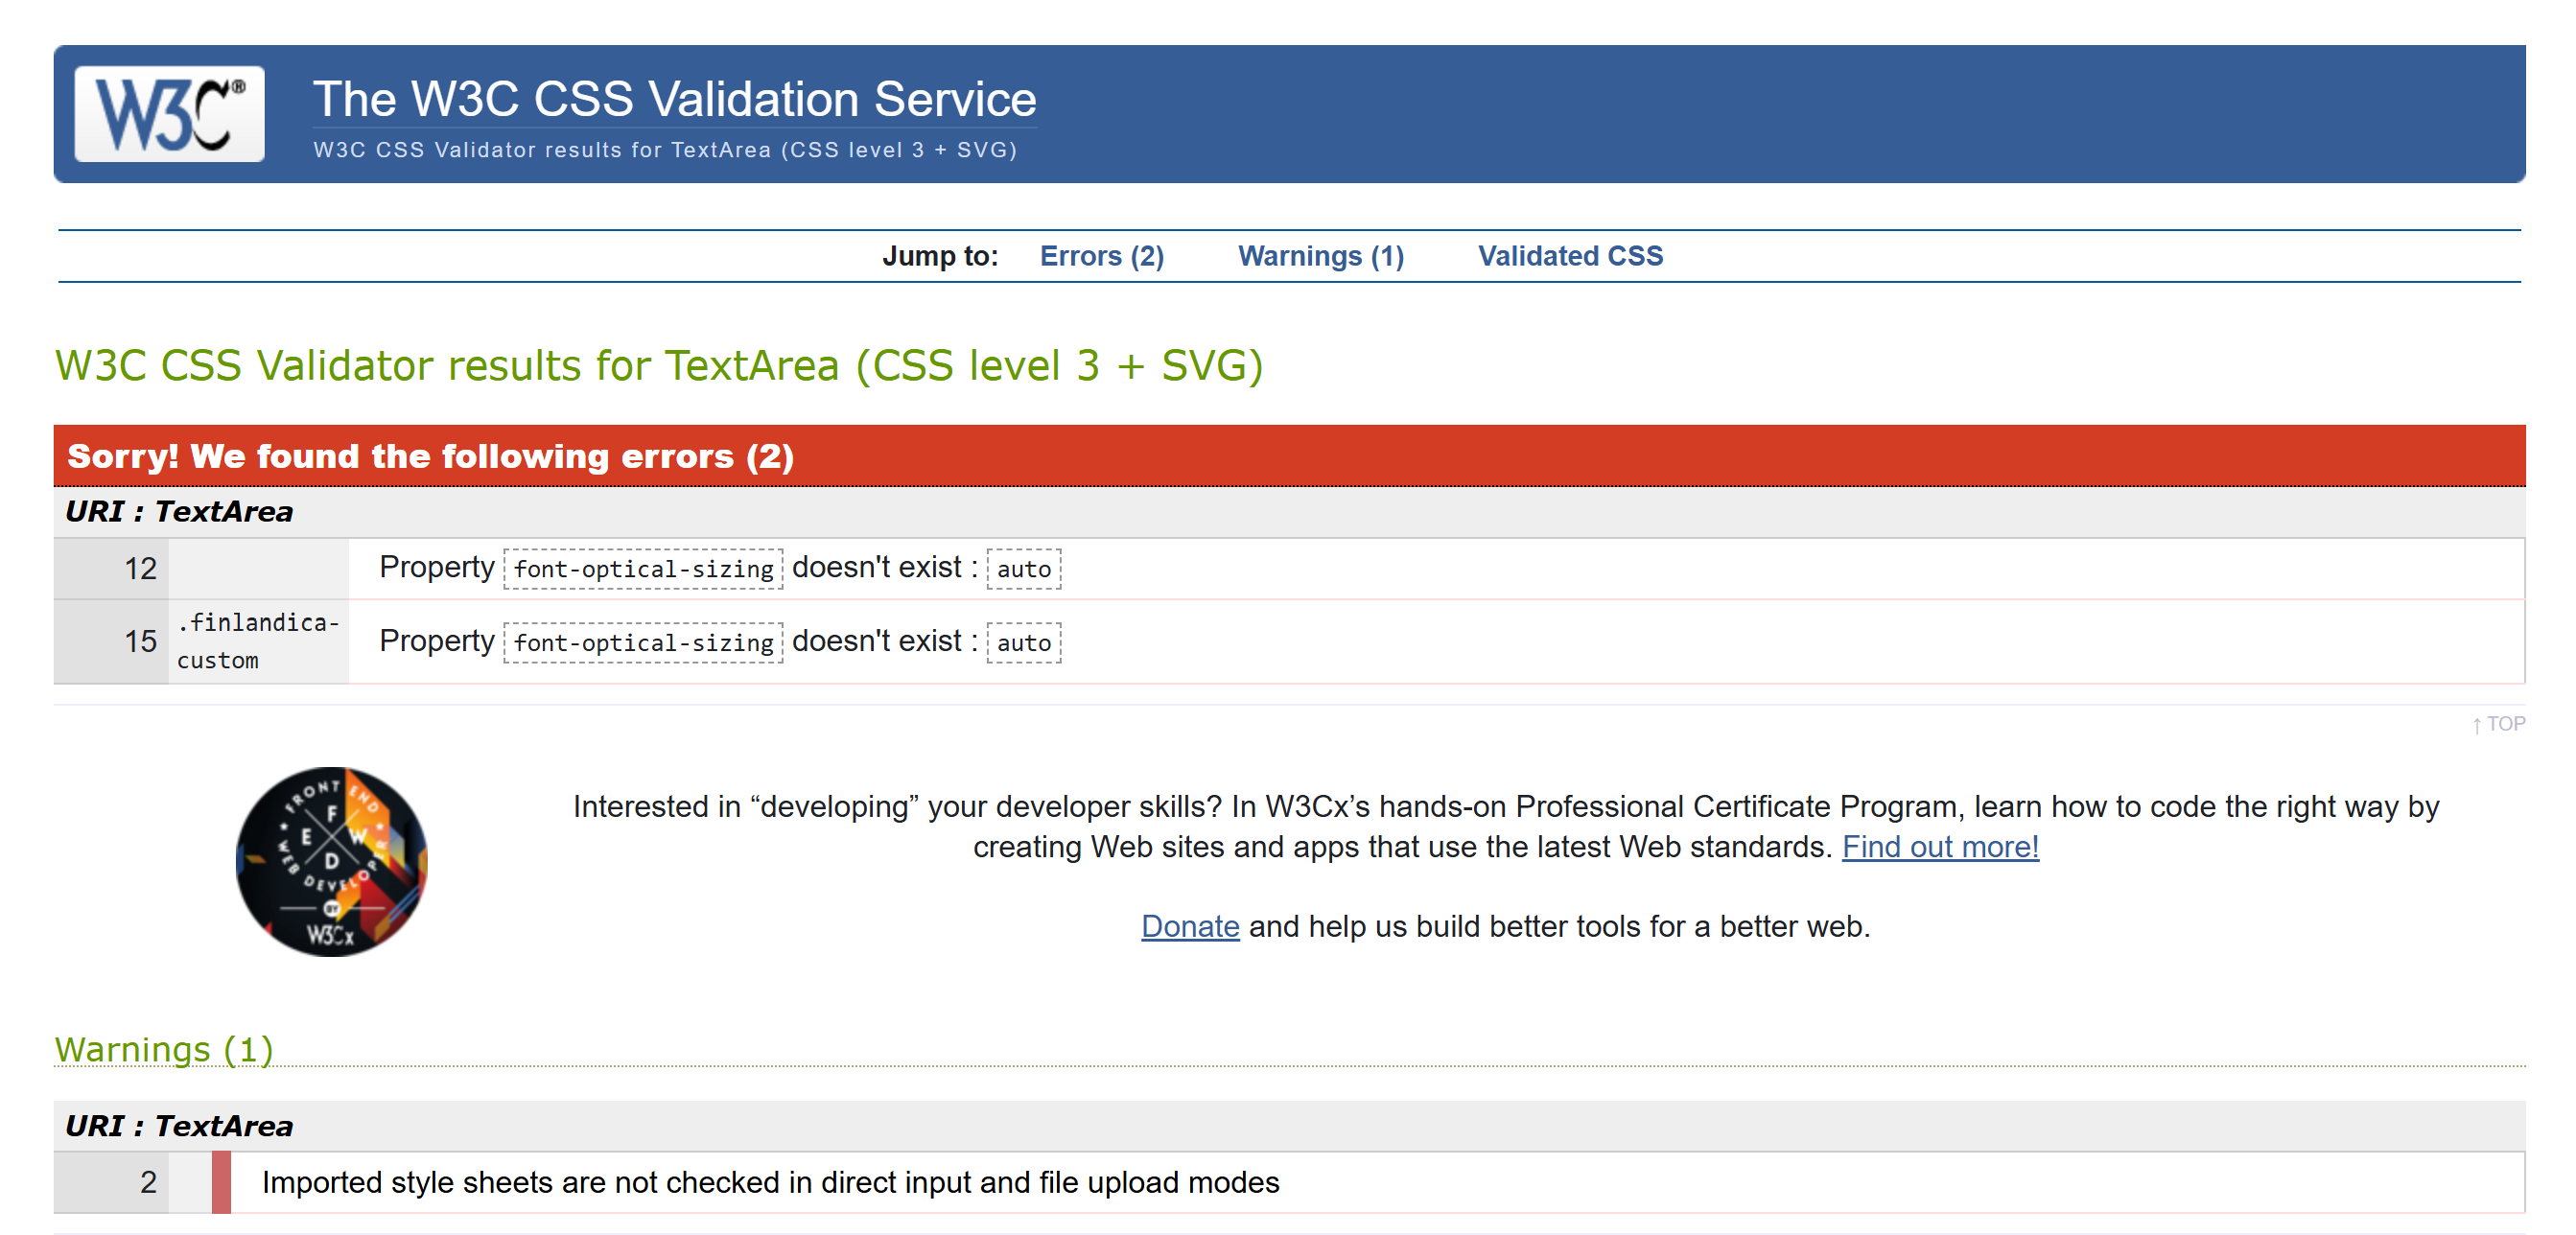 W3C®
The W3C CSS Validation Service
W3C CSS Validator results for TextArea (CSS level 3 + SVG)
Jump to: Errors (2) Warnings (1) Validated CSS
W3C CSS Validator results for TextArea (CSS level 3 + SVG)
Sorry! We found the following errors (2)
URI : TextArea
12 Property font-optical-sizing doesn't exist : auto
15 .finlandica-custom Property font-optical-sizing doesn't exist : auto
↑ TOP
FRONT END
F
E W
D
WEB DEVELOPER
BY
W3Cx
Interested in “developing” your developer skills? In W3Cx’s hands-on Professional Certificate Program, learn how to code the right way by
creating Web sites and apps that use the latest Web standards. Find out more!
Donate and help us build better tools for a better web.
Warnings (1)
URI : TextArea
2 Imported style sheets are not checked in direct input and file upload modes